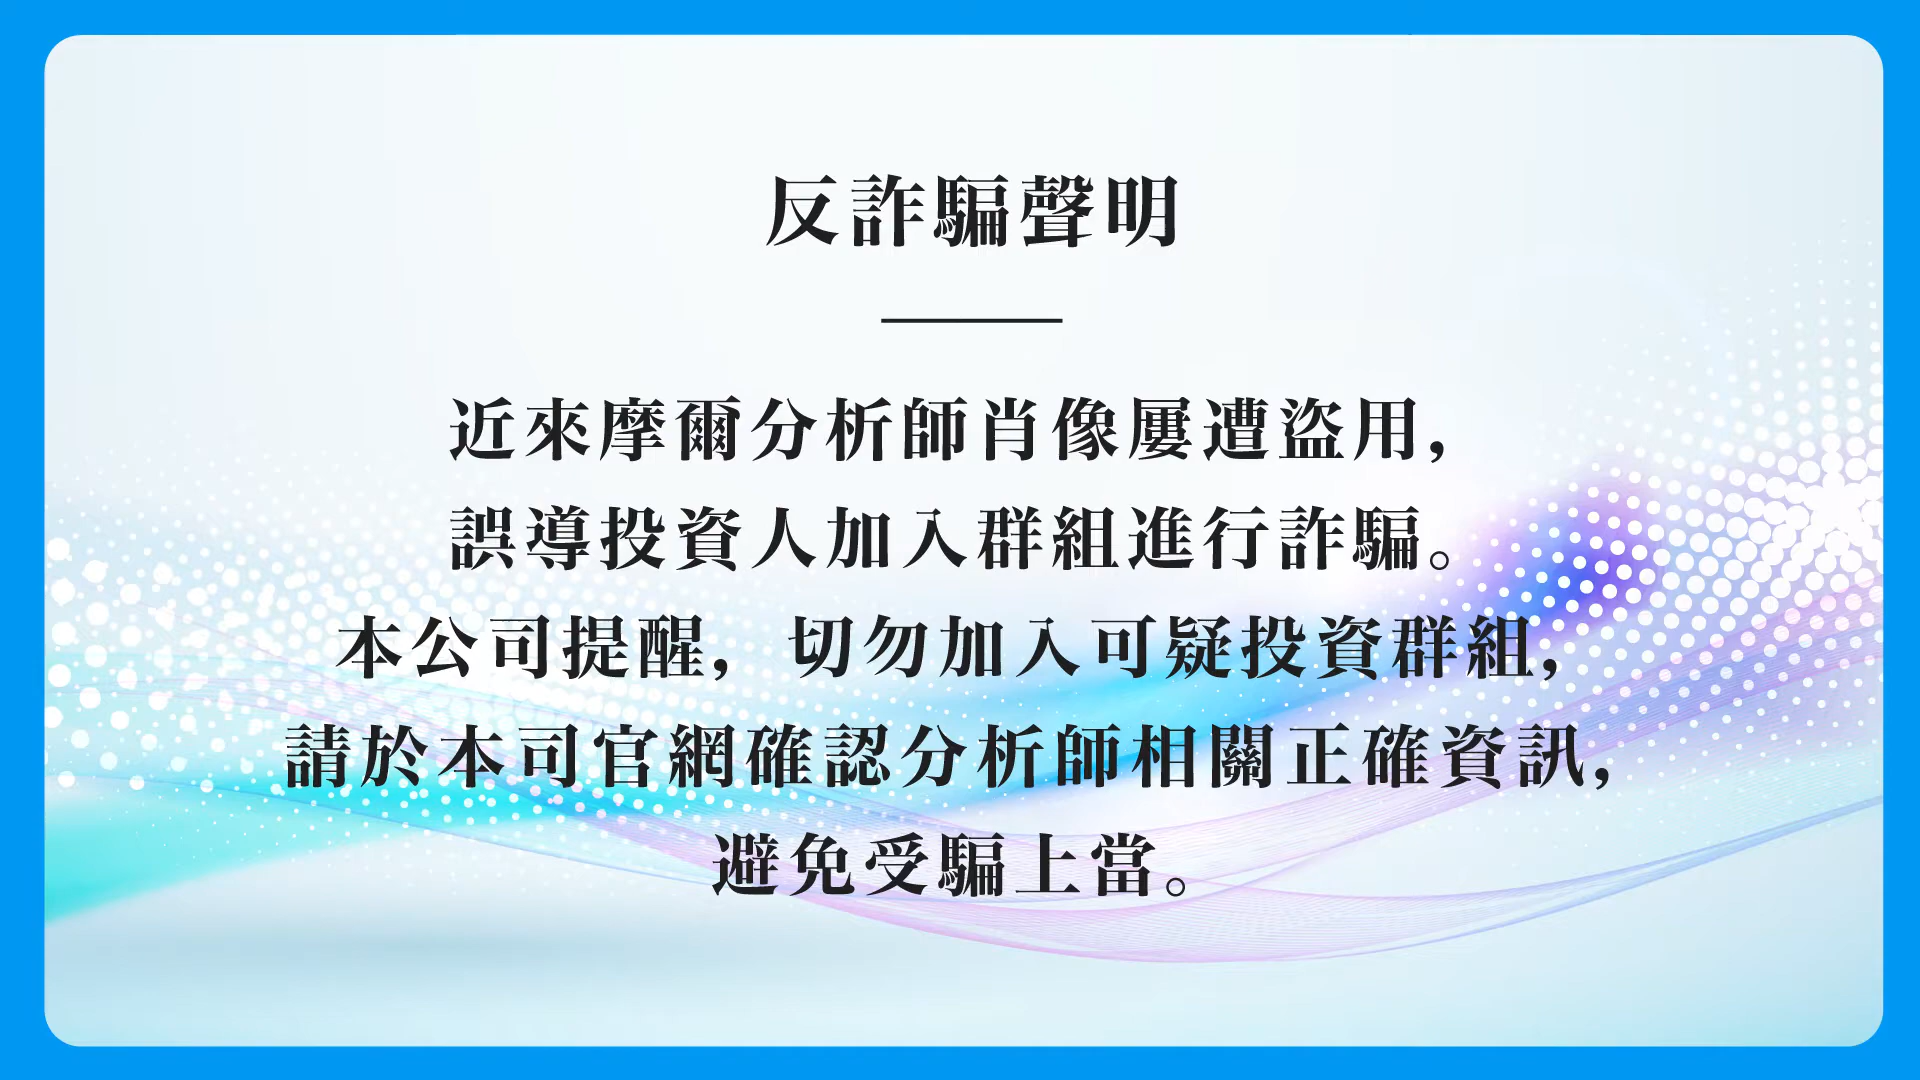 反詐騙聲明
近來摩爾分析師肖像屢遭盜用，
誤導投資人加入群組進行詐騙。
本公司提醒，切勿加入可疑投資群組，
請於本司官網確認分析師相關正確資訊，
避免受騙上當。